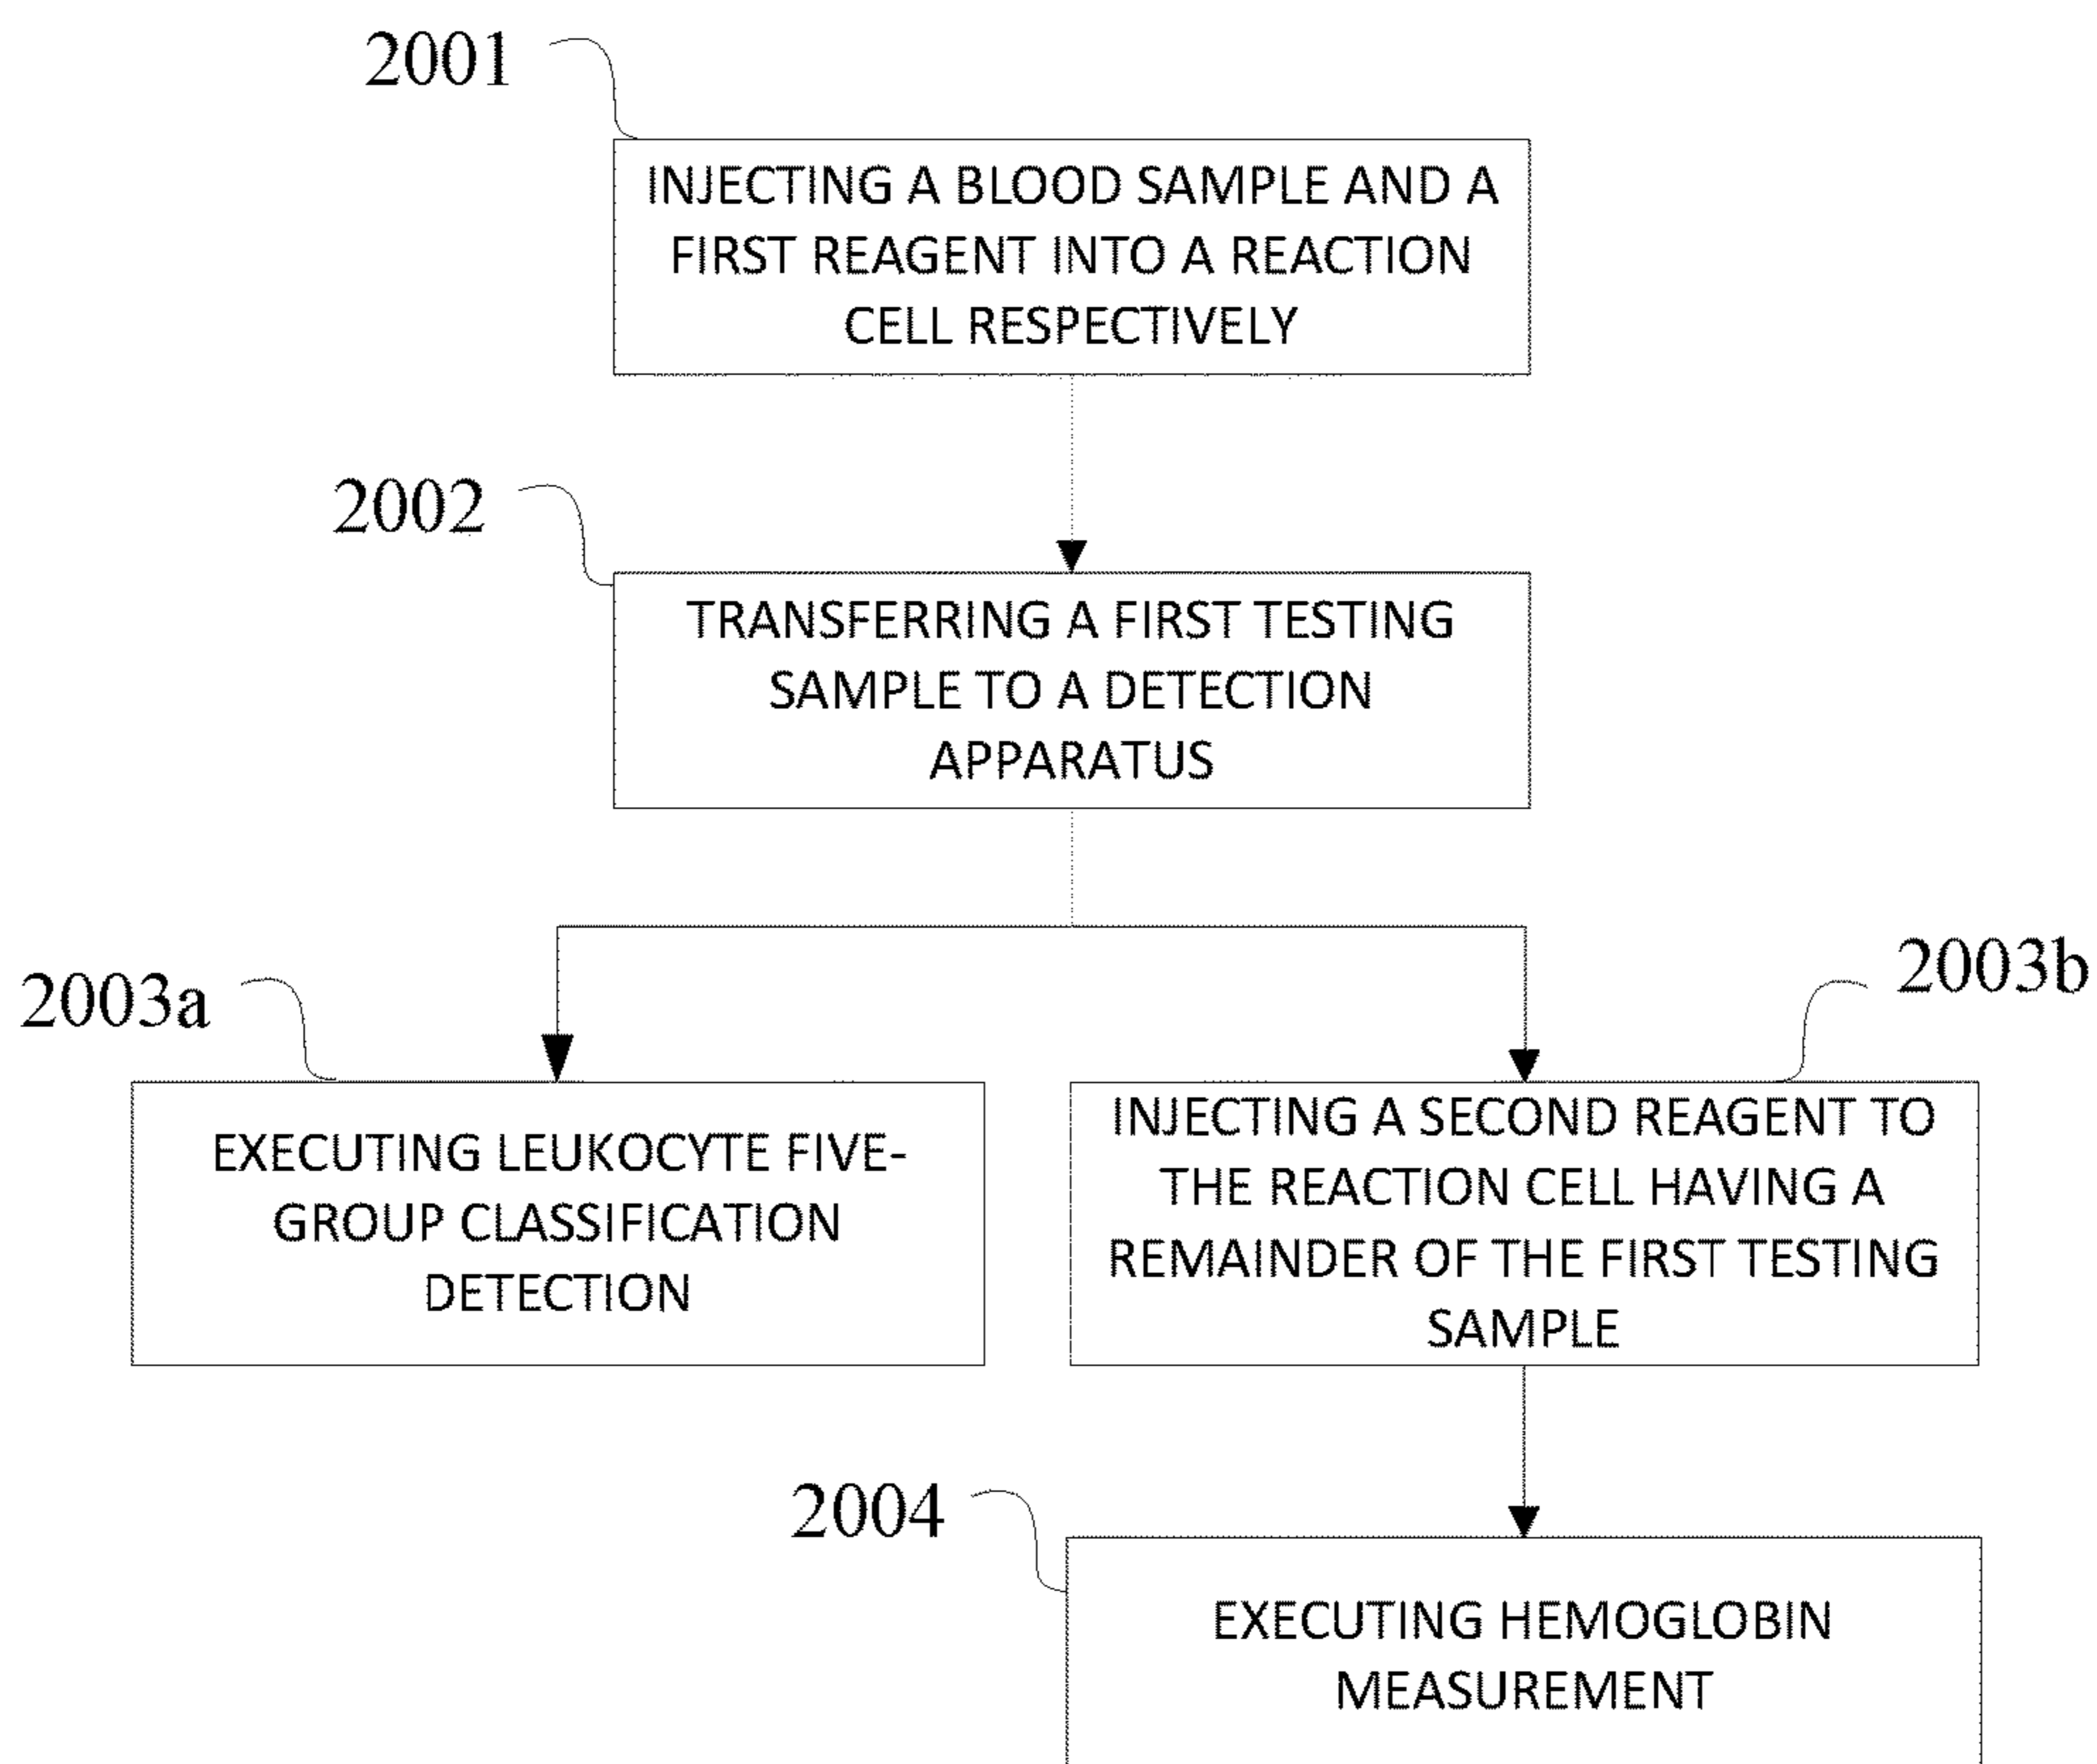 2001
INJECTING A BLOOD SAMPLE AND A
FIRST REAGENT INTO A REACTION
CELL RESPECTIVELY
2002
TRANSFERRING A FIRST TESTING
SAMPLE TO A DETECTION
APPARATUS
2003a
EXECUTING LEUKOCYTE FIVE-
GROUP CLASSIFICATION
DETECTION
2003b
INJECTING A SECOND REAGENT TO
THE REACTION CELL HAVING A
REMAINDER OF THE FIRST TESTING
SAMPLE
2004
EXECUTING HEMOGLOBIN
MEASUREMENT